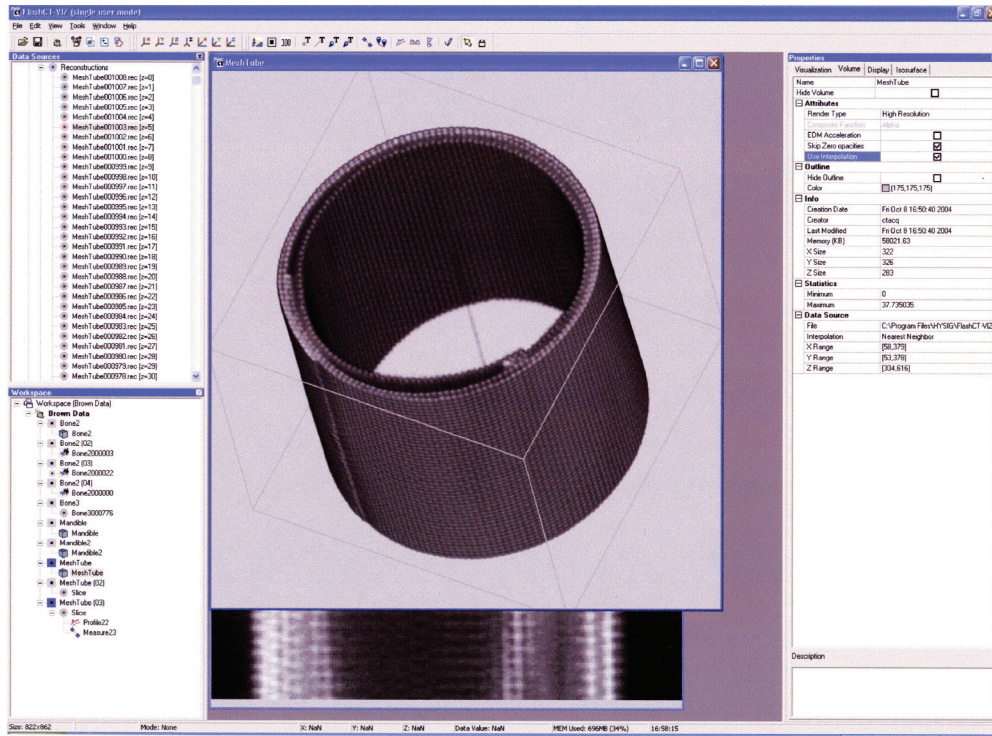 FlashCT-VIZ (single user mode)
File Edit View Tools Window Help
Data Sources
Reconstructions
MeshTube001008.rec [z=0]
MeshTube001007.rec [z=1]
MeshTube001006.rec [z=2]
MeshTube001005.rec [z=3]
MeshTube001004.rec [z=4]
MeshTube001003.rec [z=5]
MeshTube001002.rec [z=6]
MeshTube001001.rec [z=7]
MeshTube001000.rec [z=8]
MeshTube000999.rec [z=9]
MeshTube000998.rec [z=10]
MeshTube000997.rec [z=11]
MeshTube000996.rec [z=12]
MeshTube000995.rec [z=13]
MeshTube000994.rec [z=14]
MeshTube000993.rec [z=15]
MeshTube000992.rec [z=16]
MeshTube000991.rec [z=17]
MeshTube000990.rec [z=18]
MeshTube000989.rec [z=19]
MeshTube000988.rec [z=20]
MeshTube000987.rec [z=21]
MeshTube000986.rec [z=22]
MeshTube000985.rec [z=23]
MeshTube000984.rec [z=24]
MeshTube000983.rec [z=25]
MeshTube000982.rec [z=26]
MeshTube000981.rec [z=27]
MeshTube000980.rec [z=28]
MeshTube000979.rec [z=29]
MeshTube000978.rec [z=30]
Workspace
Workspace (Brown Data)
Brown Data
Bone2
Bone2
Bone2 (02)
Bone2000003
Bone2 (03)
Bone2000022
Bone2 (04)
Bone2000000
Bone3
Bone3000776
Mandible
Mandible
Mandible2
Mandible2
MeshTube
MeshTube
MeshTube (02)
Slice
MeshTube (03)
Slice
Profile22
Measure23
MeshTube
Properties
Visualization Volume Display Isosurface
Name MeshTube
Hide Volume
Attributes
Render Type High Resolution
Composite Function Alpha
EDM Acceleration
Skip Zero opacities
Use Interpolation
Outline
Hide Outline
Color (175,175,175)
Info
Creation Date Fri Oct 8 16:50:40 2004
Creator ctacq
Last Modified Fri Oct 8 16:50:40 2004
Memory (KB) 58021.63
X Size 322
Y Size 326
Z Size 283
Statistics
Minimum 0
Maximum 37.735035
Data Source
File C:\Program Files\HYSIG\FlashCT-VIZ
Interpolation Nearest Neighbor
X Range [58,379]
Y Range [53,378]
Z Range [334,616]
Description
Size: 822x862 Mode: None X: NaN Y: NaN Z: NaN Data Value: NaN MEM Used: 696MB (34%) 16:58:15